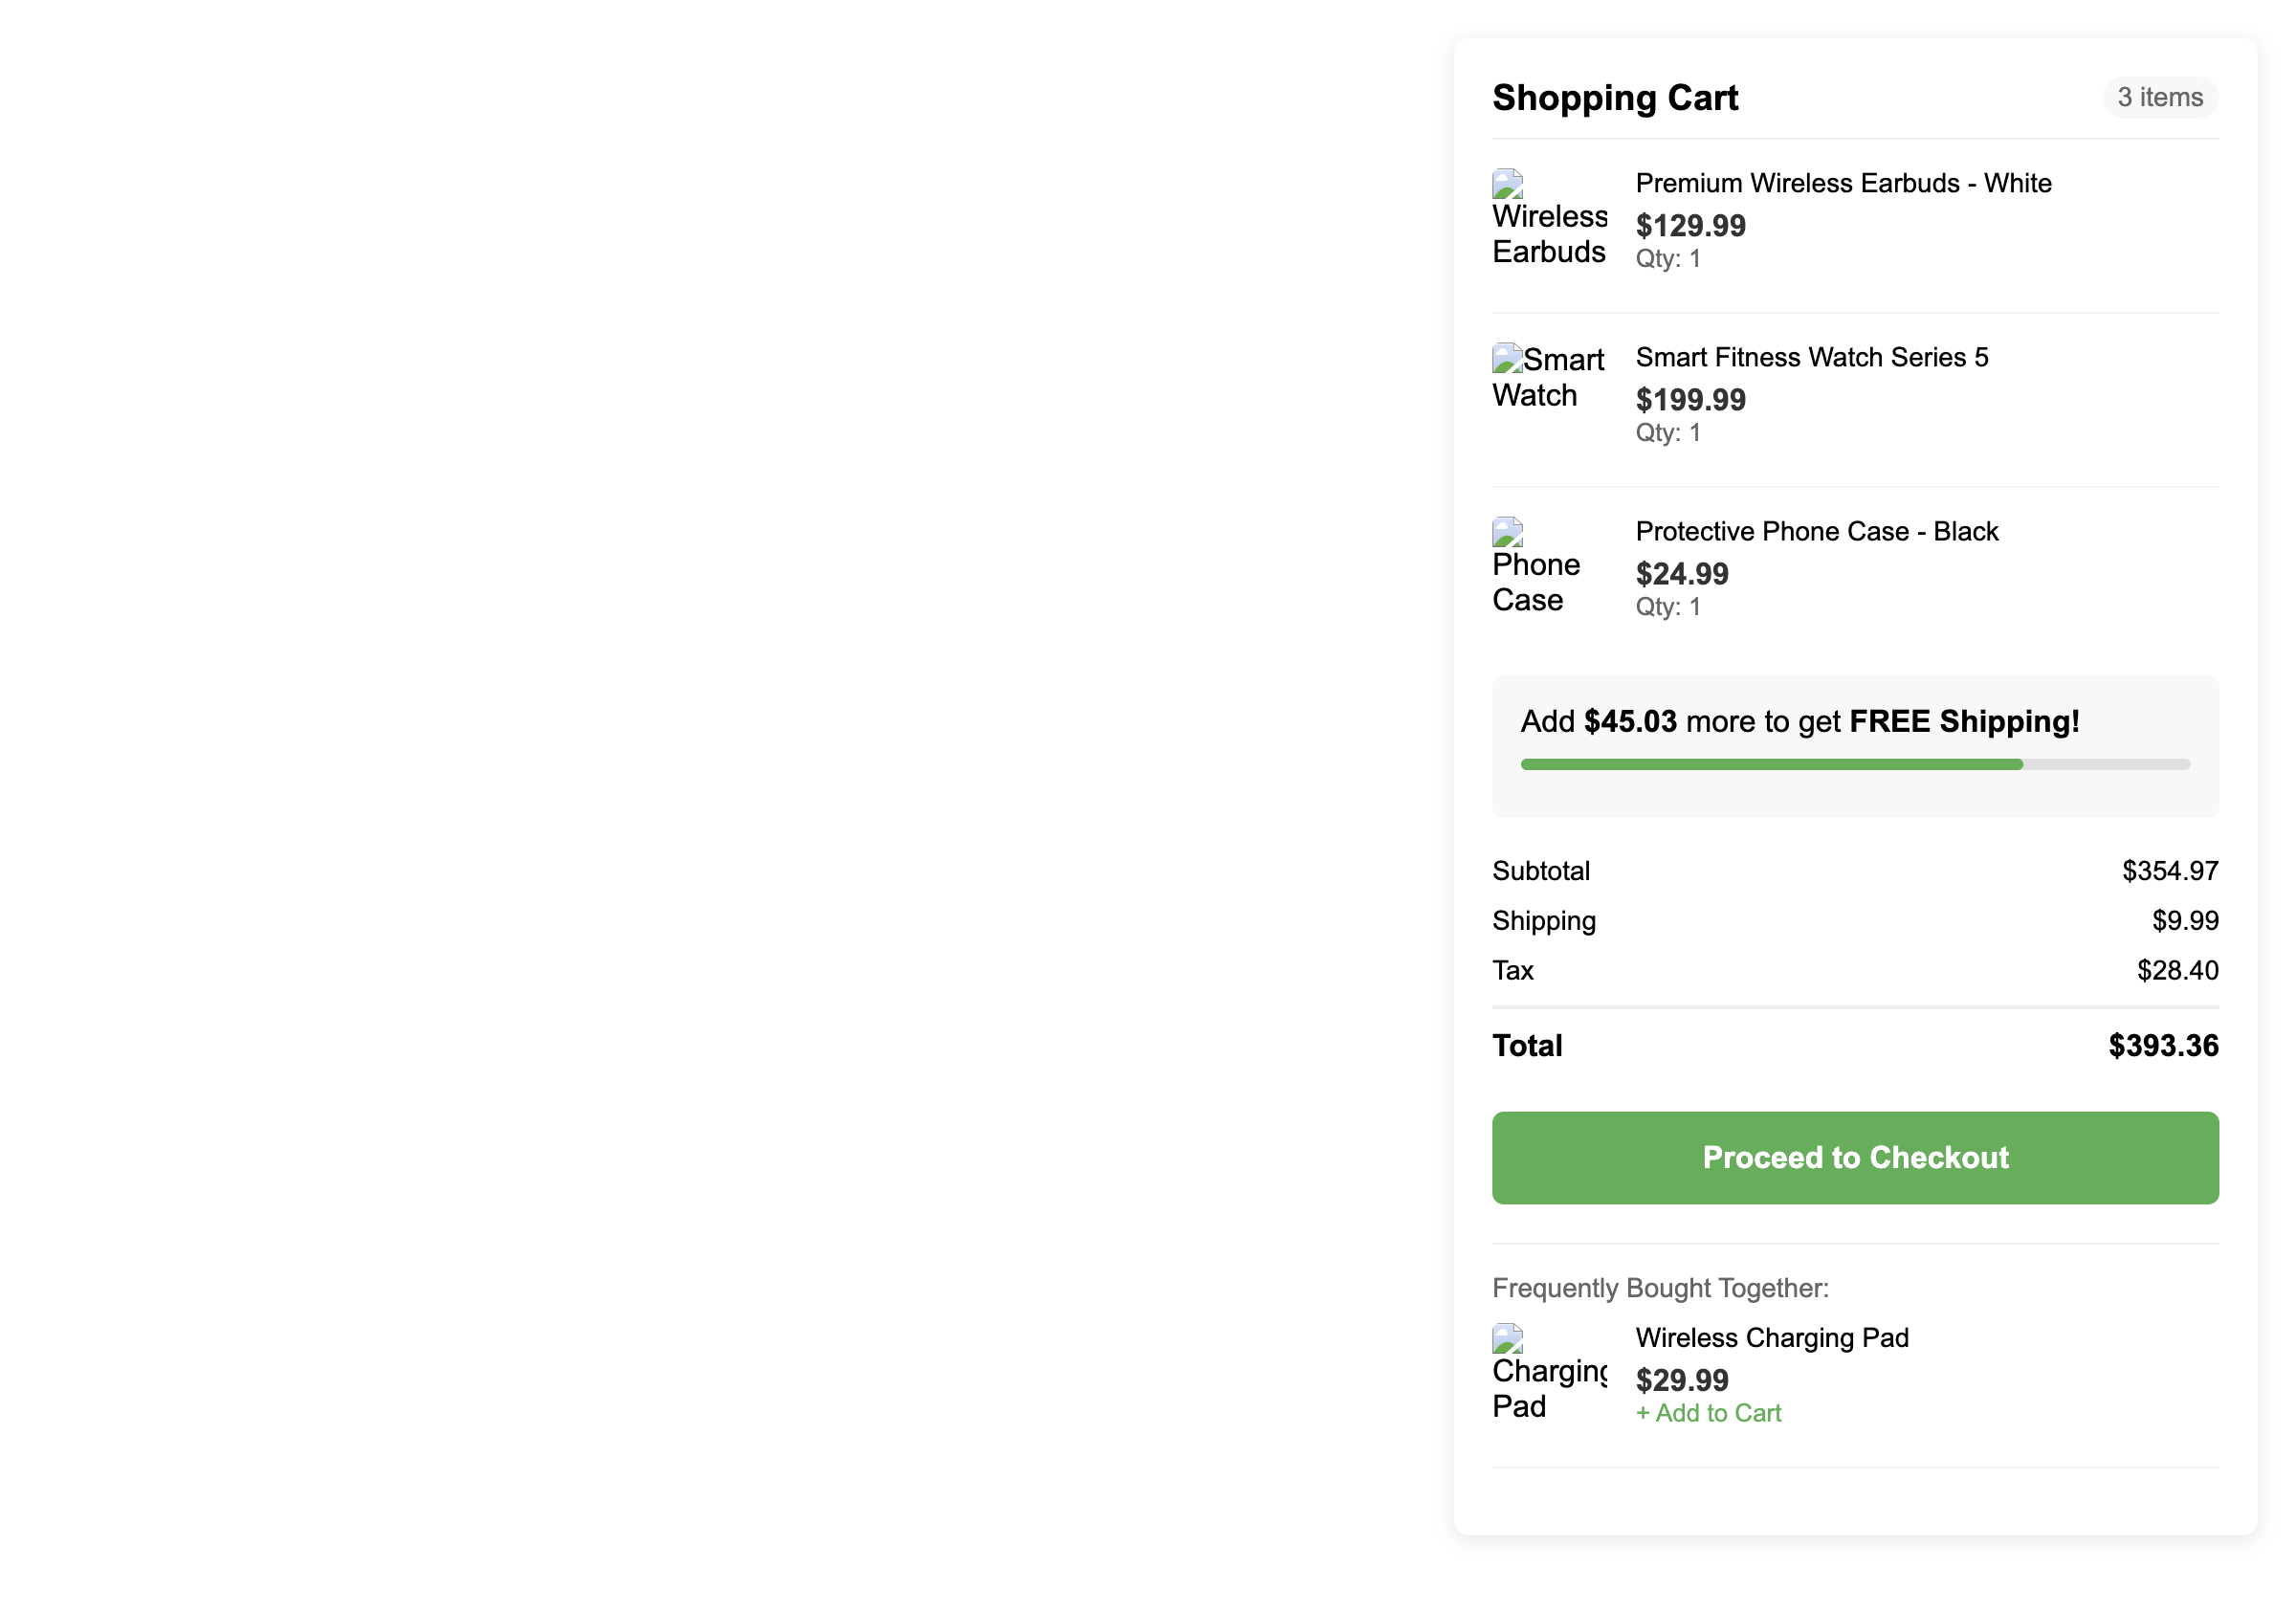 Shopping Cart
3 items
Wireless
Earbuds
Premium Wireless Earbuds - White
$129.99
Qty: 1
Smart
Watch
Smart Fitness Watch Series 5
$199.99
Qty: 1
Phone
Case
Protective Phone Case - Black
$24.99
Qty: 1
Add $45.03 more to get FREE Shipping!
Subtotal $354.97
Shipping $9.99
Tax $28.40
Total $393.36
Proceed to Checkout
Frequently Bought Together:
Charging
Pad
Wireless Charging Pad
$29.99
+ Add to Cart